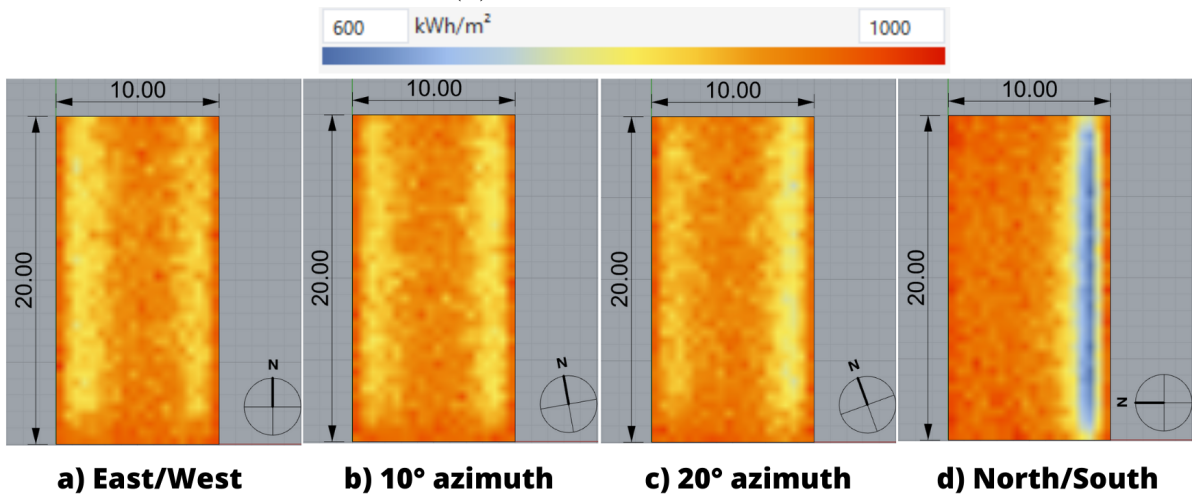 600 kWh/m² 1000
10.00 10.00 10.00 10.00
20.00 20.00 20.00 20.00
N N N N
a) East/West b) 10° azimuth c) 20° azimuth d) North/South